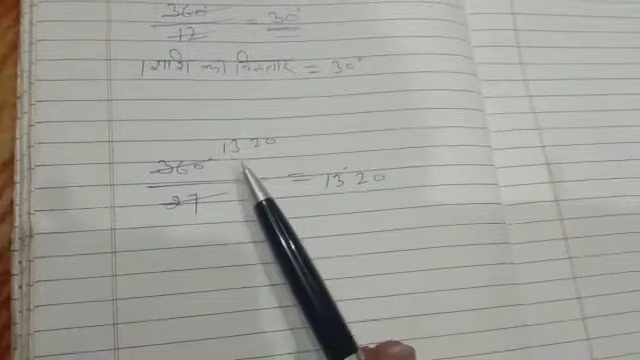 360° / 12 = 30°
1 राशि का विस्तार = 30°
13 20
360° / 27 = 13° 20